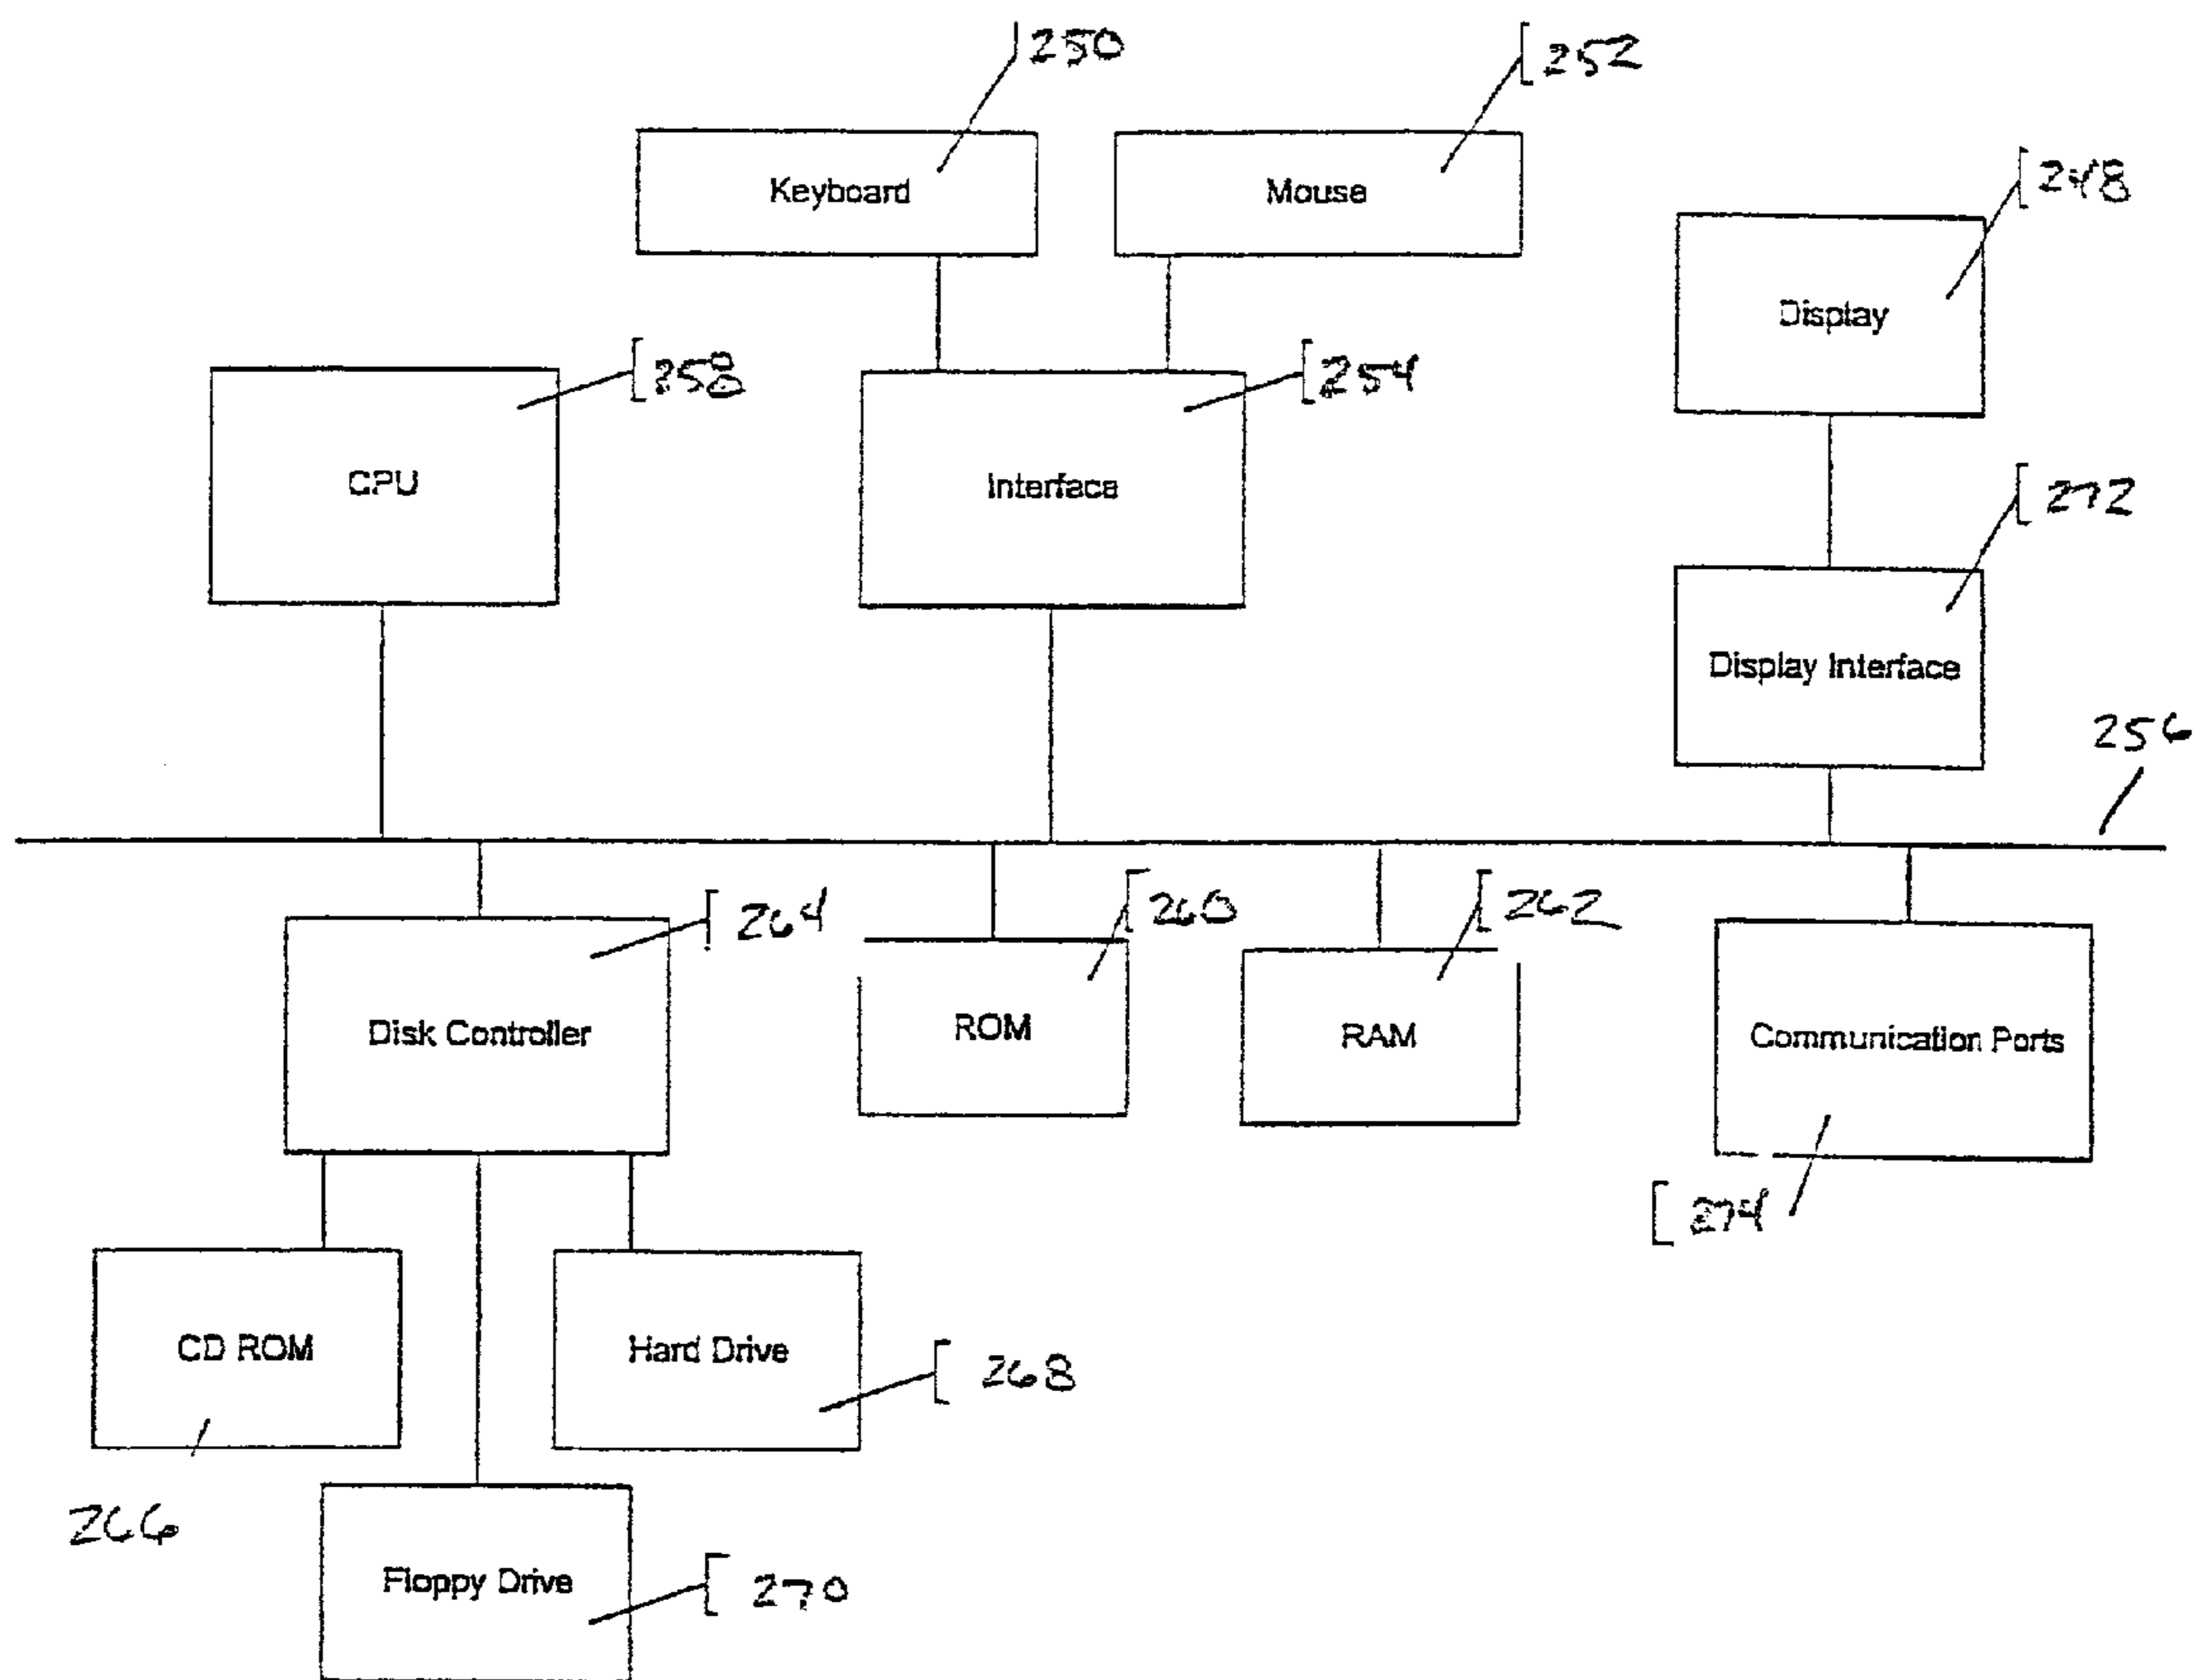 250
252
Keyboard
Mouse
248
Display
258
254
CPU
Interface
272
Display Interface
256
264
260
262
Disk Controller
ROM
RAM
Communication Ports
274
CD ROM
Hard Drive
268
266
Floppy Drive
270